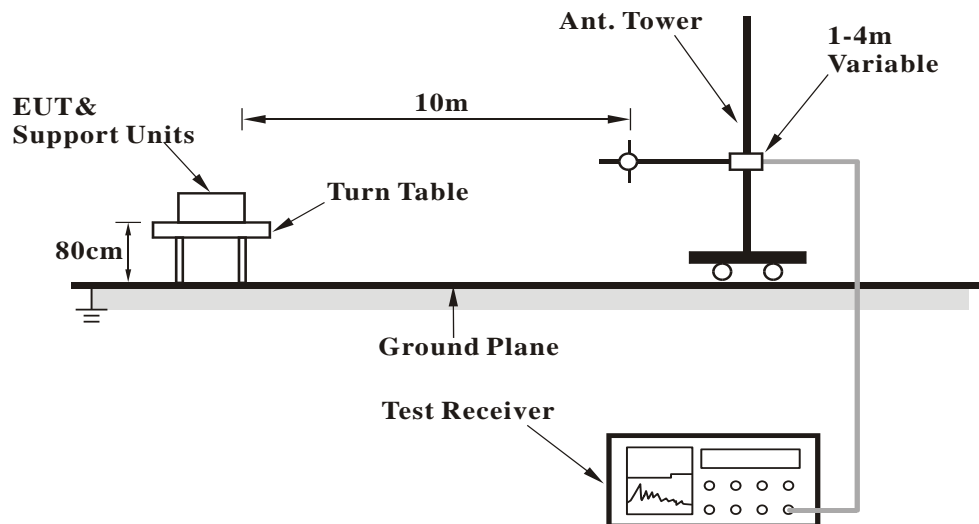 Ant. Tower
1-4m
Variable
10m
EUT&
Support Units
Turn Table
80cm
Ground Plane
Test Receiver